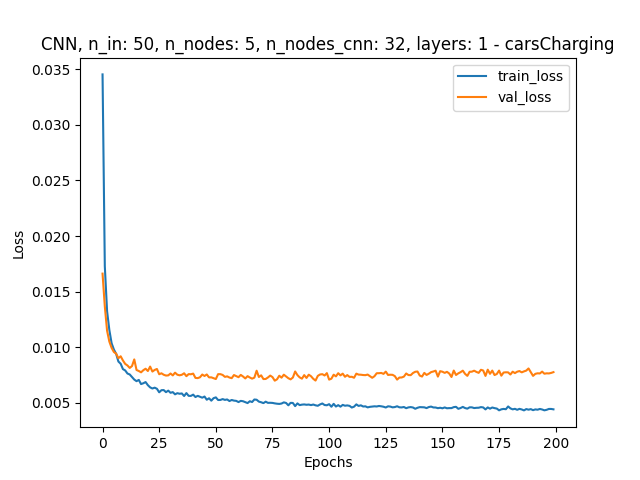 CNN, n_in: 50, n_nodes: 5, n_nodes_cnn: 32, layers: 1 - carsCharging
train_loss
val_loss
0.035
0.030
0.025
0.020
0.015
0.010
0.005
Loss
0 25 50 75 100 125 150 175 200
Epochs